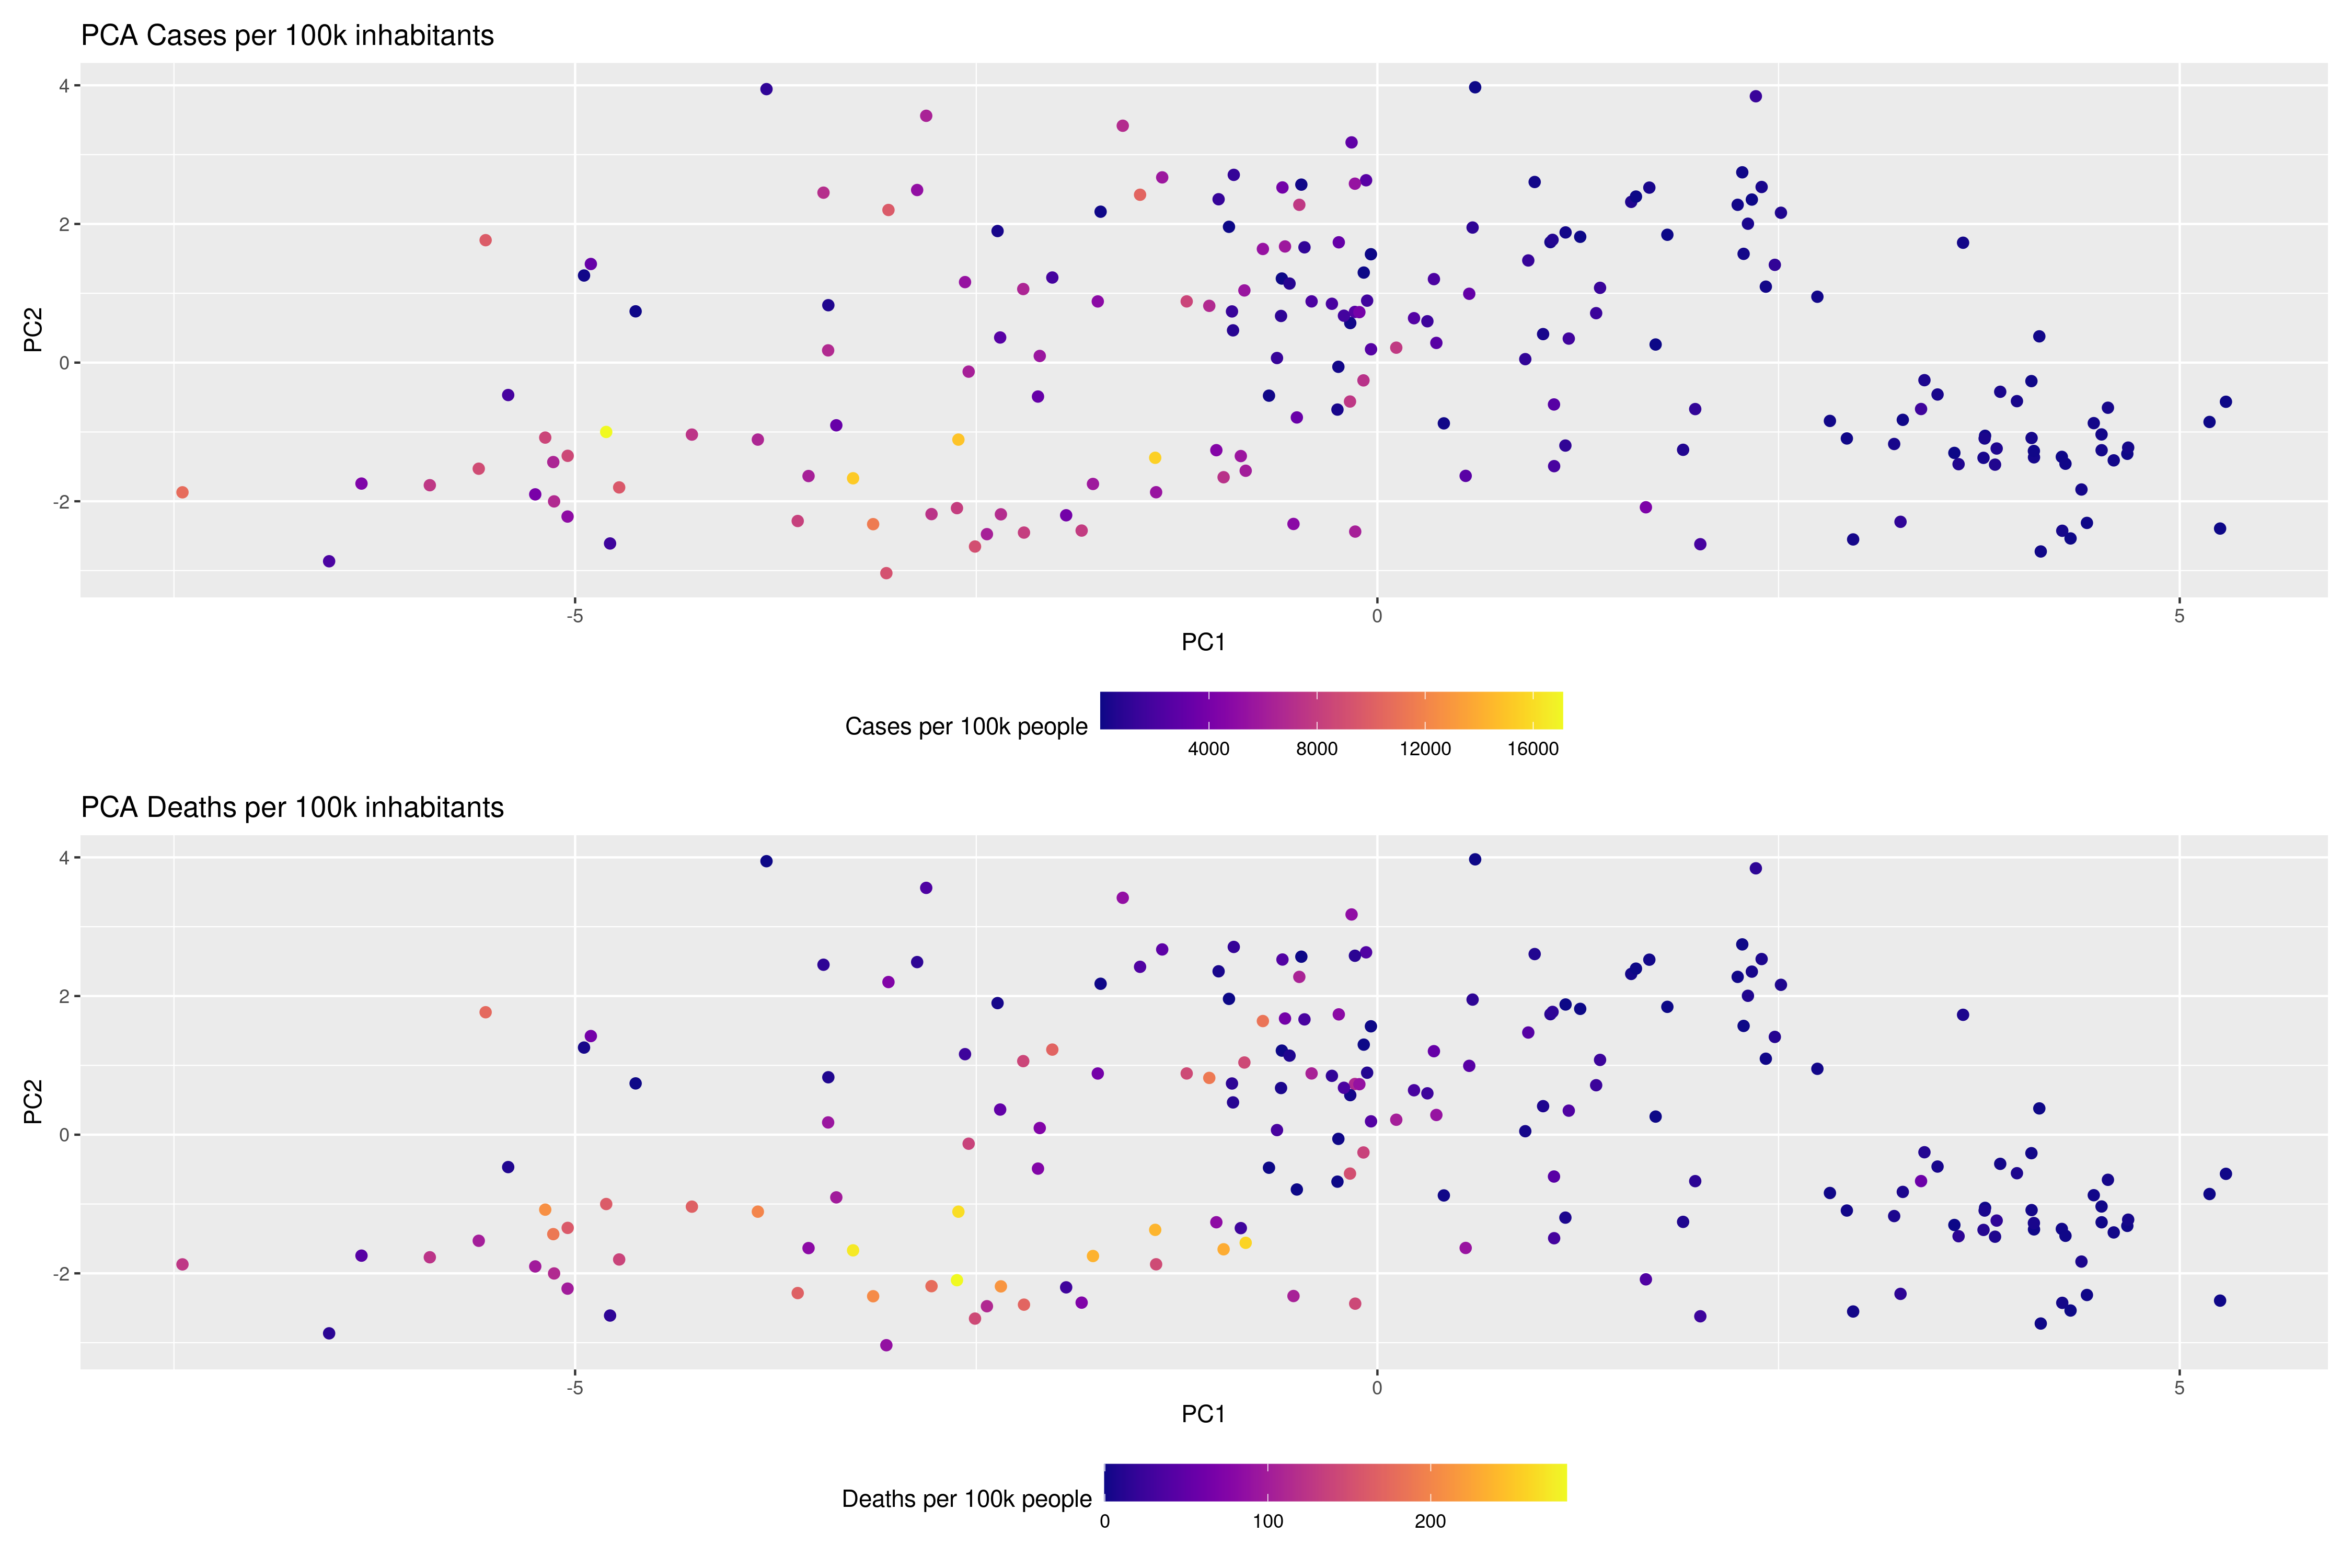 PCA Cases per 100k inhabitants
4
2
0
-2
PC2
-5 0 5
PC1
Cases per 100k people
4000 8000 12000 16000
PCA Deaths per 100k inhabitants
4
2
0
-2
PC2
-5 0 5
PC1
Deaths per 100k people
0 100 200